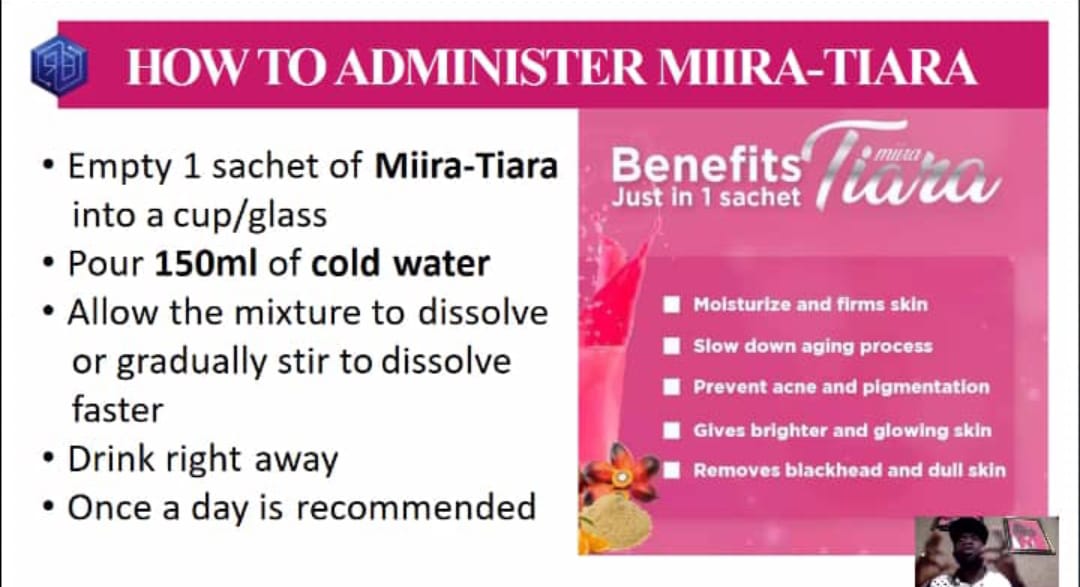 HOW TO ADMINISTER MIIRA-TIARA
• Empty 1 sachet of Miira-Tiara
into a cup/glass
• Pour 150ml of cold water
• Allow the mixture to dissolve
or gradually stir to dissolve
faster
• Drink right away
• Once a day is recommended
Benefits
Just in 1 sachet
miira
Tiara
Moisturize and firms skin
Slow down aging process
Prevent acne and pigmentation
Gives brighter and glowing skin
Removes blackhead and dull skin